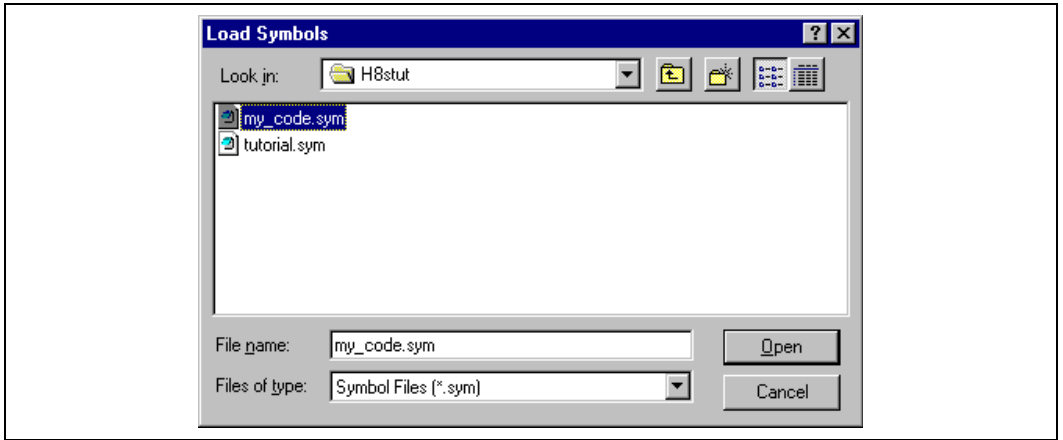 Load Symbols
Look in: H8stut
my_code.sym
tutorial.sym
File name: my_code.sym Open
Files of type: Symbol Files (*.sym) Cancel